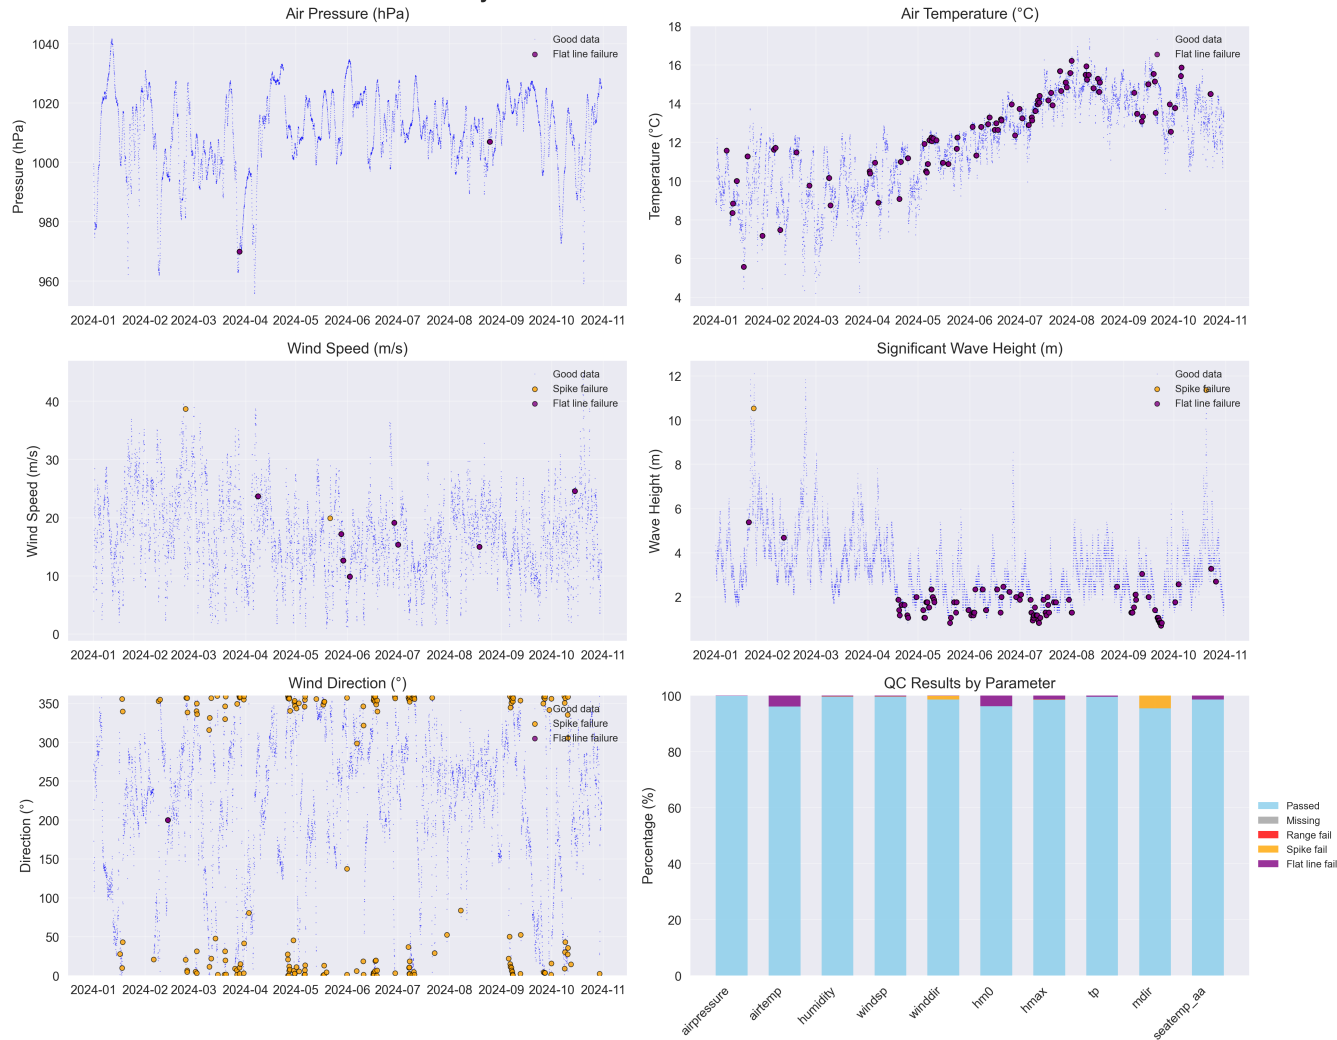 Air Pressure (hPa)
Pressure (hPa)
1040
1020
1000
980
960
Good data
Flat line failure
2024-01 2024-02 2024-03 2024-04 2024-05 2024-06 2024-07 2024-08 2024-09 2024-10 2024-11
Air Temperature (°C)
Temperature (°C)
18
16
14
12
10
8
6
4
Good data
Flat line failure
2024-01 2024-02 2024-03 2024-04 2024-05 2024-06 2024-07 2024-08 2024-09 2024-10 2024-11
Wind Speed (m/s)
Wind Speed (m/s)
40
30
20
10
0
Good data
Spike failure
Flat line failure
2024-01 2024-02 2024-03 2024-04 2024-05 2024-06 2024-07 2024-08 2024-09 2024-10 2024-11
Significant Wave Height (m)
Wave Height (m)
12
10
8
6
4
2
Good data
Spike failure
Flat line failure
2024-01 2024-02 2024-03 2024-04 2024-05 2024-06 2024-07 2024-08 2024-09 2024-10 2024-11
Wind Direction (°)
Direction (°)
350
300
250
200
150
100
50
0
Good data
Spike failure
Flat line failure
2024-01 2024-02 2024-03 2024-04 2024-05 2024-06 2024-07 2024-08 2024-09 2024-10 2024-11
QC Results by Parameter
Percentage (%)
100
80
60
40
20
0
airpressure
airtemp
humidity
windsp
winddir
hm0
hmax
tp
mdir
seatemp_aa
Passed
Missing
Range fail
Spike fail
Flat line fail